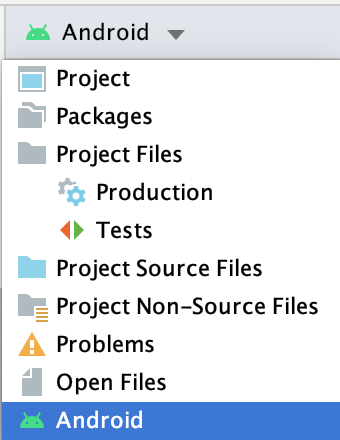 Android
Project
Packages
Project Files
Production
Tests
Project Source Files
Project Non-Source Files
Problems
Open Files
Android